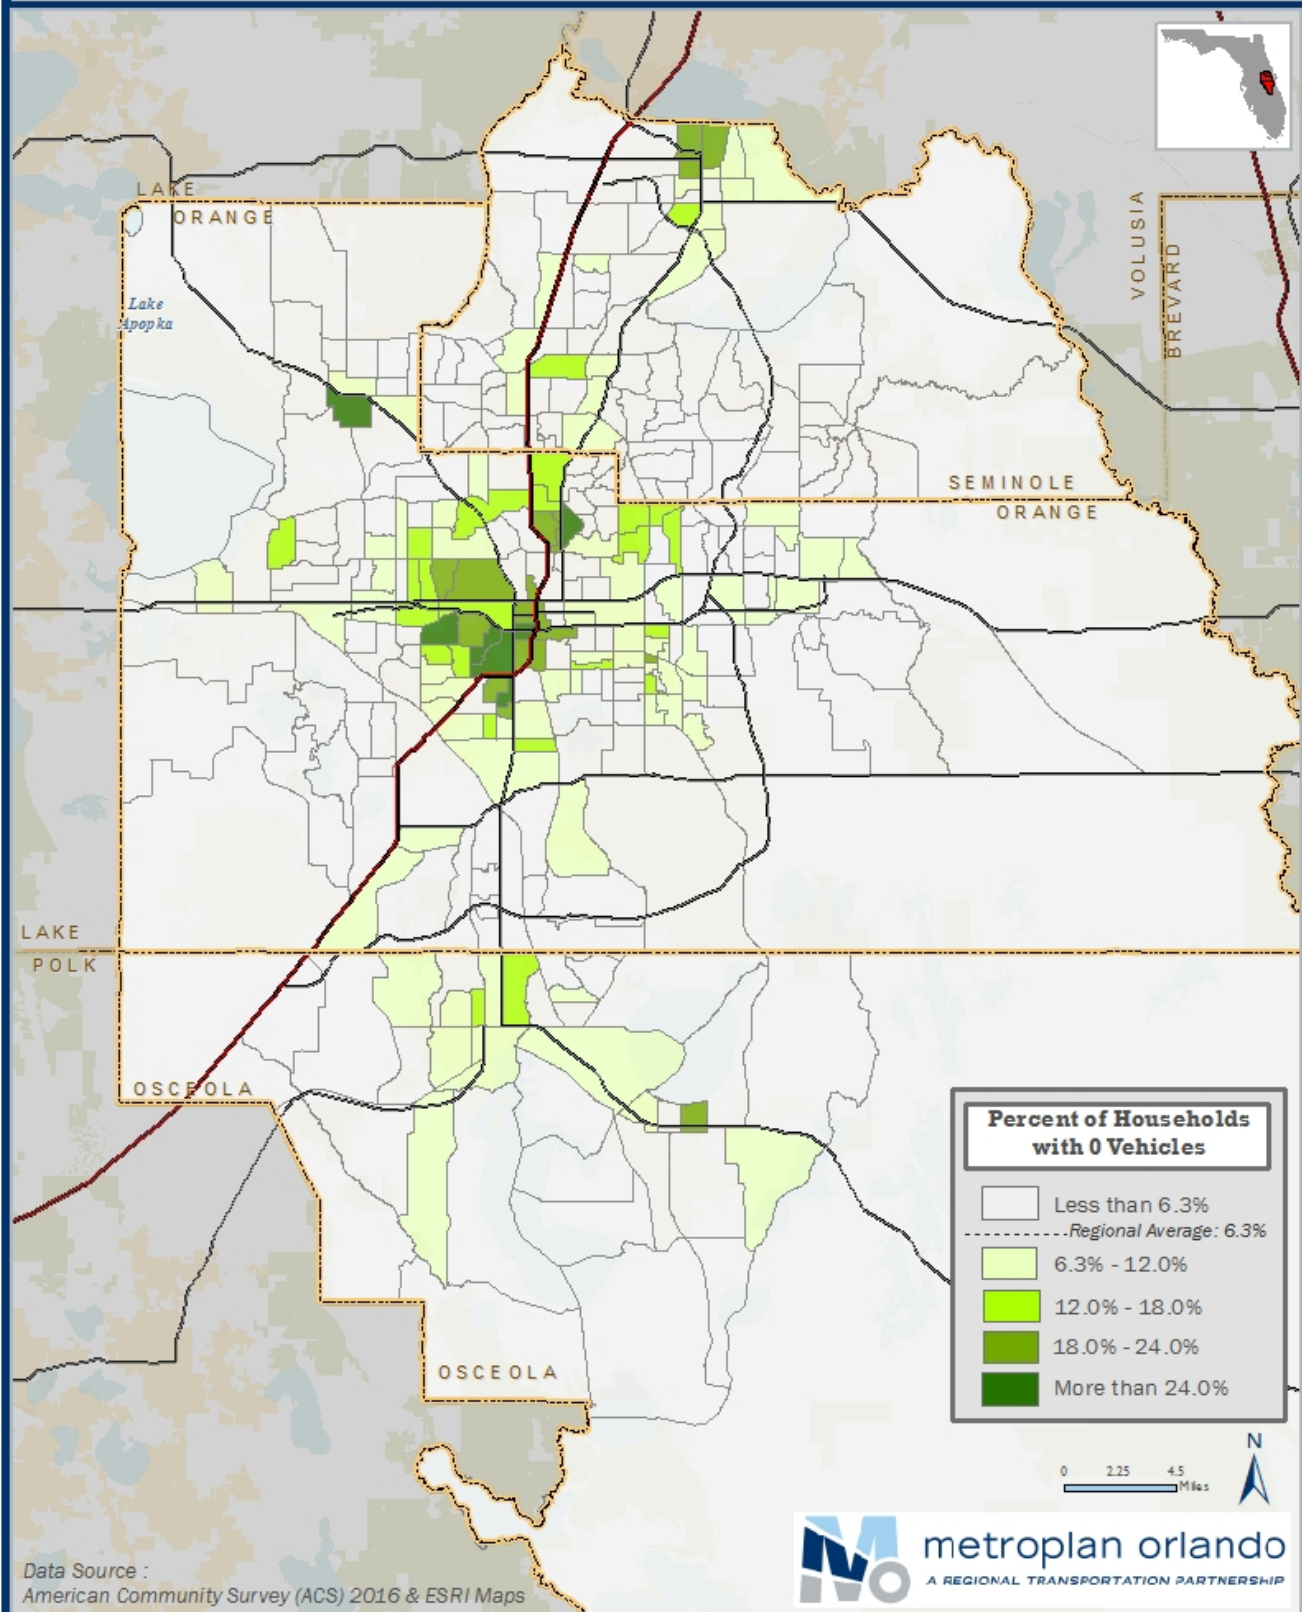 LAKE
ORANGE
Lake
Apopka
VOLUSIA
BREVARD
SEMINOLE
ORANGE
LAKE
POLK
OSCEOLA
OSCEOLA
Percent of Households
with 0 Vehicles
Less than 6.3%
Regional Average: 6.3%
6.3% - 12.0%
12.0% - 18.0%
18.0% - 24.0%
More than 24.0%
N
0 2.25 4.5
Miles
metroplan orlando
A REGIONAL TRANSPORTATION PARTNERSHIP
Data Source :
American Community Survey (ACS) 2016 & ESRI Maps